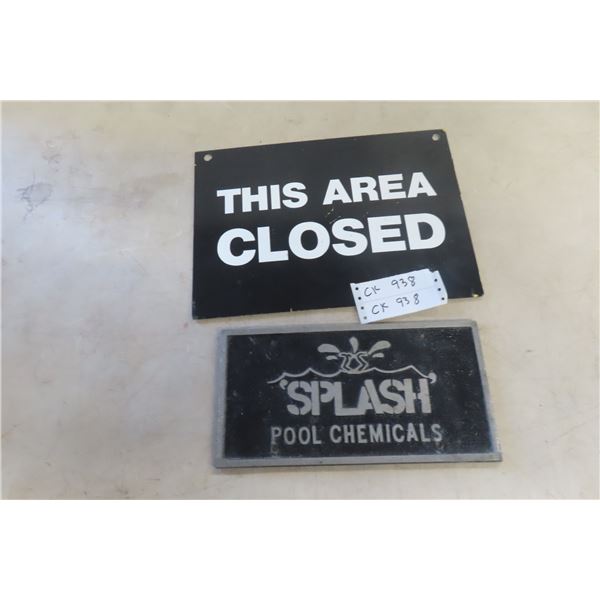 THIS AREA
CLOSED
CK 938
CK 938
'SPLASH'
POOL CHEMICALS